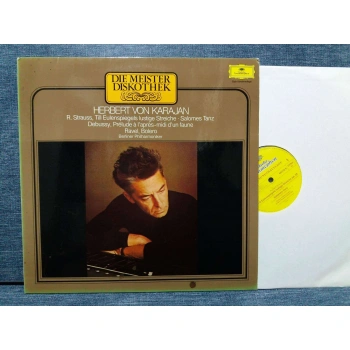 DIE MEISTER
DISKOTHEK
HERBERT VON KARAJAN
R. Strauss, Till Eulenspiegels lustige Streiche · Salomes Tanz
Debussy, Prélude à l'après-midi d'un faune
Ravel, Bolero
Berliner Philharmoniker